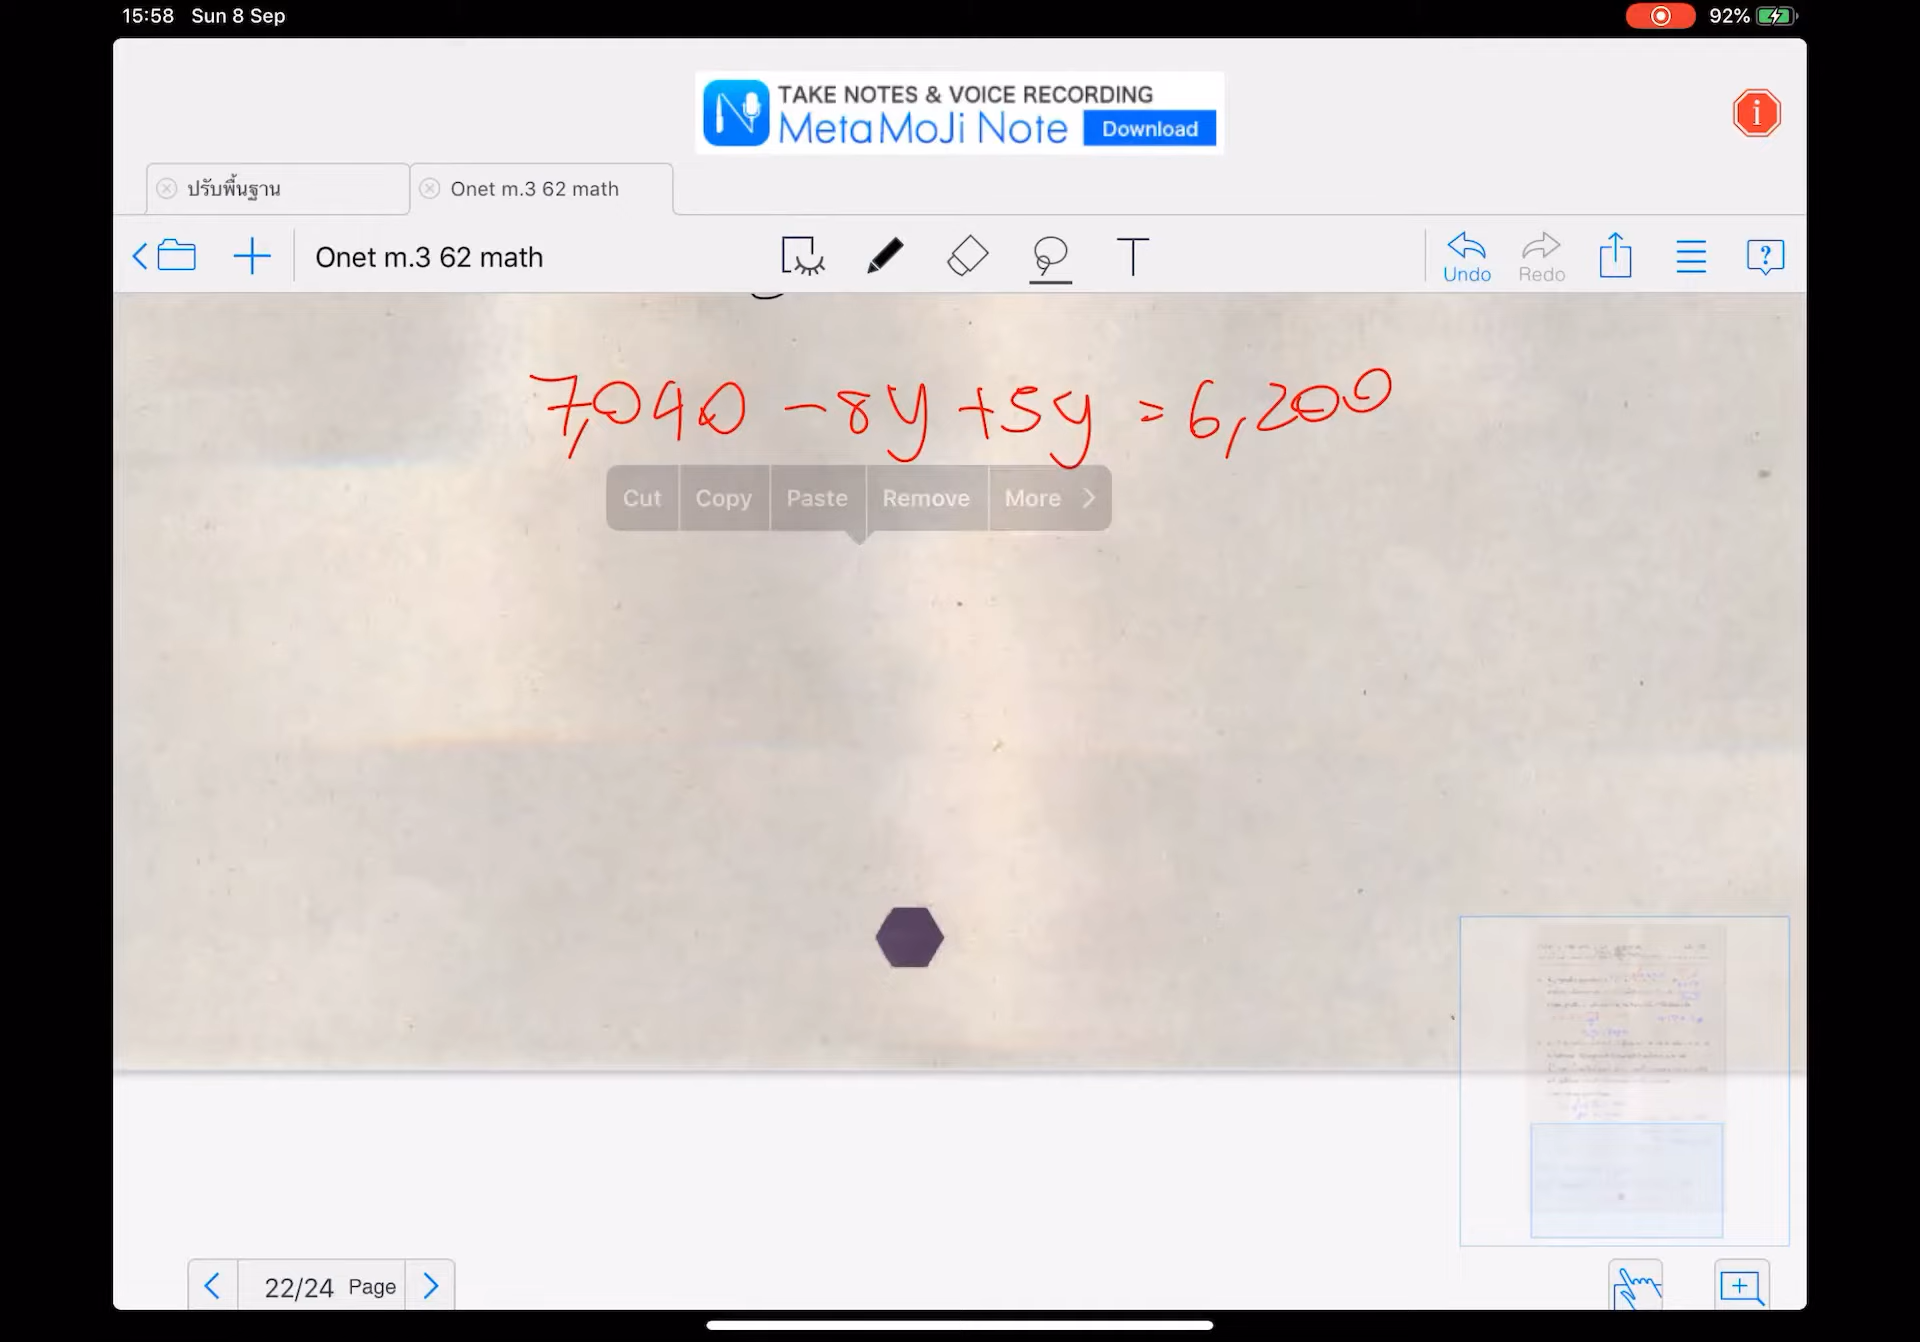 15:58 Sun 8 Sep
92%
TAKE NOTES & VOICE RECORDING
MetaMoJi Note Download
ปรับพื้นฐาน
Onet m.3 62 math
Onet m.3 62 math
T
Undo
Redo
7,040 - 8y + 5y = 6,200
Cut Copy Paste Remove More
22/24 Page